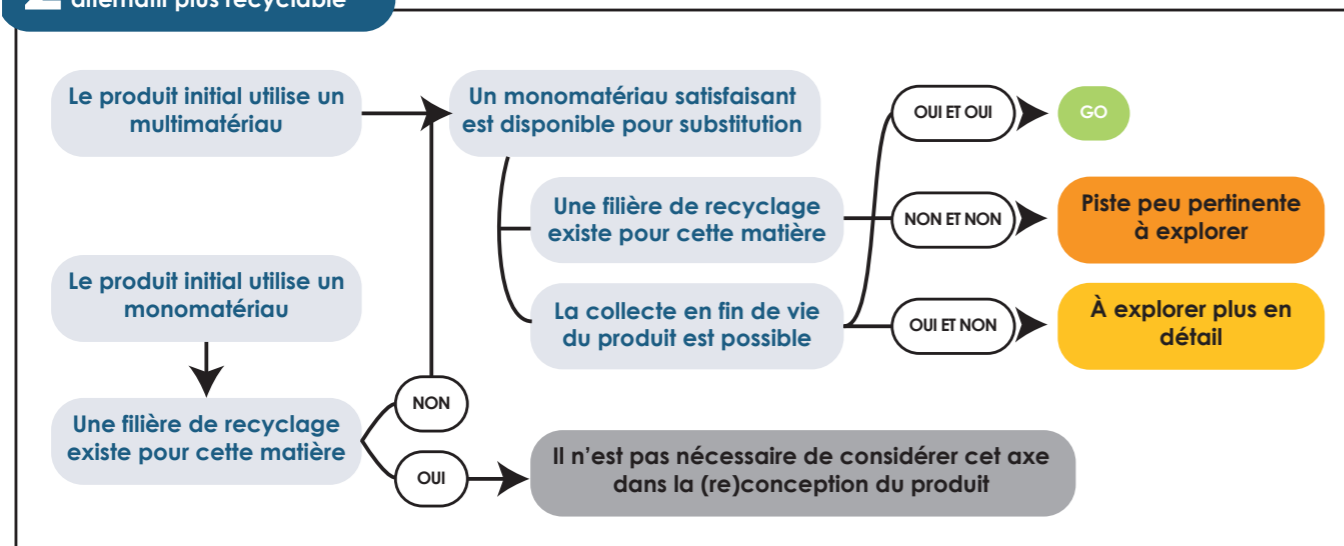 alternatif plus recyclable
Le produit initial utilise un
multimatériau
Un monomatériau satisfaisant
est disponible pour substitution
OUI ET OUI
GO
Une filière de recyclage
existe pour cette matière
NON ET NON
Piste peu pertinente
à explorer
Le produit initial utilise un
monomatériau
La collecte en fin de vie
du produit est possible
OUI ET NON
À explorer plus en
détail
Une filière de recyclage
existe pour cette matière
NON
OUI
Il n’est pas nécessaire de considérer cet axe
dans la (re)conception du produit